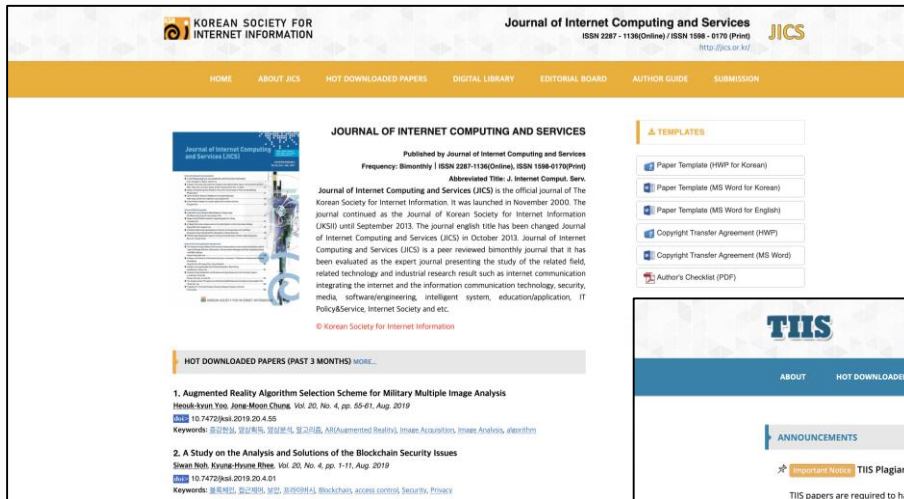 KOREAN SOCIETY FOR
INTERNET INFORMATION
Journal of Internet Computing and Services
ISSN 2287 - 1136(Online) / ISSN 1598 - 0170 (Print)
http://jics.or.kr/
JICS
HOME ABOUT JICS HOT DOWNLOADED PAPERS DIGITAL LIBRARY EDITORIAL BOARD AUTHOR GUIDE SUBMISSION
Journal of Internet Computing
and Services (JICS)
JOURNAL OF INTERNET COMPUTING AND SERVICES
Published by Journal of Internet Computing and Services
Frequency: Bimonthly | ISSN 2287-1136(Online), ISSN 1598-0170(Print)
Abbreviated Title: J. Internet Comput. Serv.
Journal of Internet Computing and Services (JICS) is the official journal of The
Korean Society for Internet Information. It was launched in November 2000. The
journal continued as the Journal of Korean Society for Internet Information
(JKSII) until September 2013. The journal english title has been changed Journal
of Internet Computing and Services (JICS) in October 2013. Journal of Internet
Computing and Services (JICS) is a peer reviewed bimonthly journal that it has
been evaluated as the expert journal presenting the study of the related field,
related technology and industrial research result such as internet communication
integrating the internet and the information communication technology, security,
media, software/engineering, intelligent system, education/application, IT
Policy&Service, Internet Society and etc.
© Korean Society for Internet Information
TEMPLATES
Paper Template (HWP for Korean)
Paper Template (MS Word for Korean)
Paper Template (MS Word for English)
Copyright Transfer Agreement (HWP)
Copyright Transfer Agreement (MS Word)
Author's Checklist (PDF)
HOT DOWNLOADED PAPERS (PAST 3 MONTHS) MORE...
1. Augmented Reality Algorithm Selection Scheme for Military Multiple Image Analysis
Heouk-kyun Yoo, Jong-Moon Chung, Vol. 20, No. 4, pp. 55-61, Aug. 2019
doi> 10.7472/jksii.2019.20.4.55
Keywords: 증강현실, 영상획득, 영상분석, 알고리즘, AR(Augmented Reality), Image Acquisition, Image Analysis, algorithm
2. A Study on the Analysis and Solutions of the Blockchain Security Issues
Siwan Noh, Kyung-Hyune Rhee, Vol. 20, No. 4, pp. 1-11, Aug. 2019
doi> 10.7472/jksii.2019.20.4.01
Keywords: 블록체인, 접근제어, 보안, 프라이버시, Blockchain, access control, Security, Privacy
TIIS
ABOUT HOT DOWNLOADED
ANNOUNCEMENTS
Important Notice TIIS Plagiar
TIIS papers are required to h